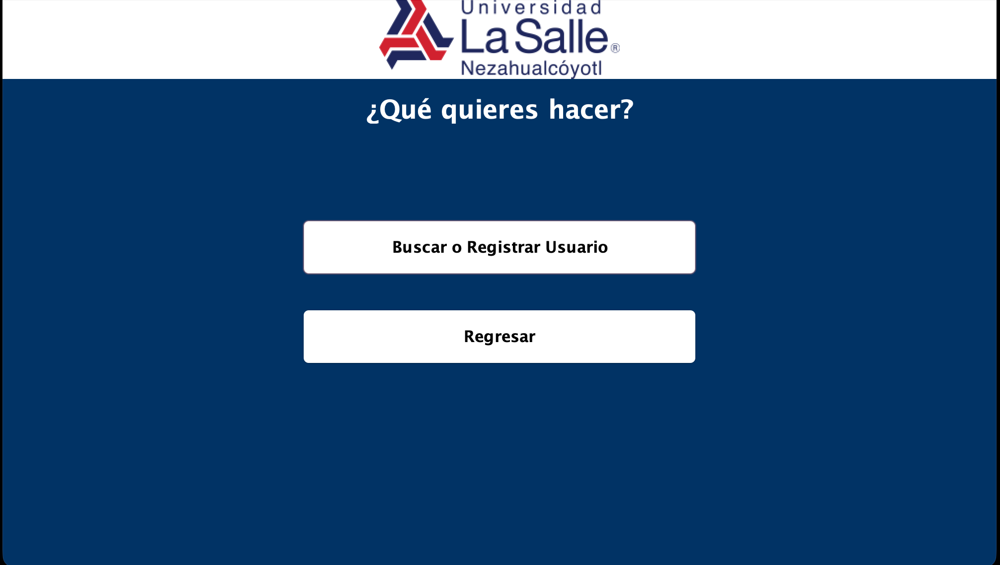 Universidad
La Salle®
Nezahualcóyotl
¿Qué quieres hacer?
Buscar o Registrar Usuario
Regresar